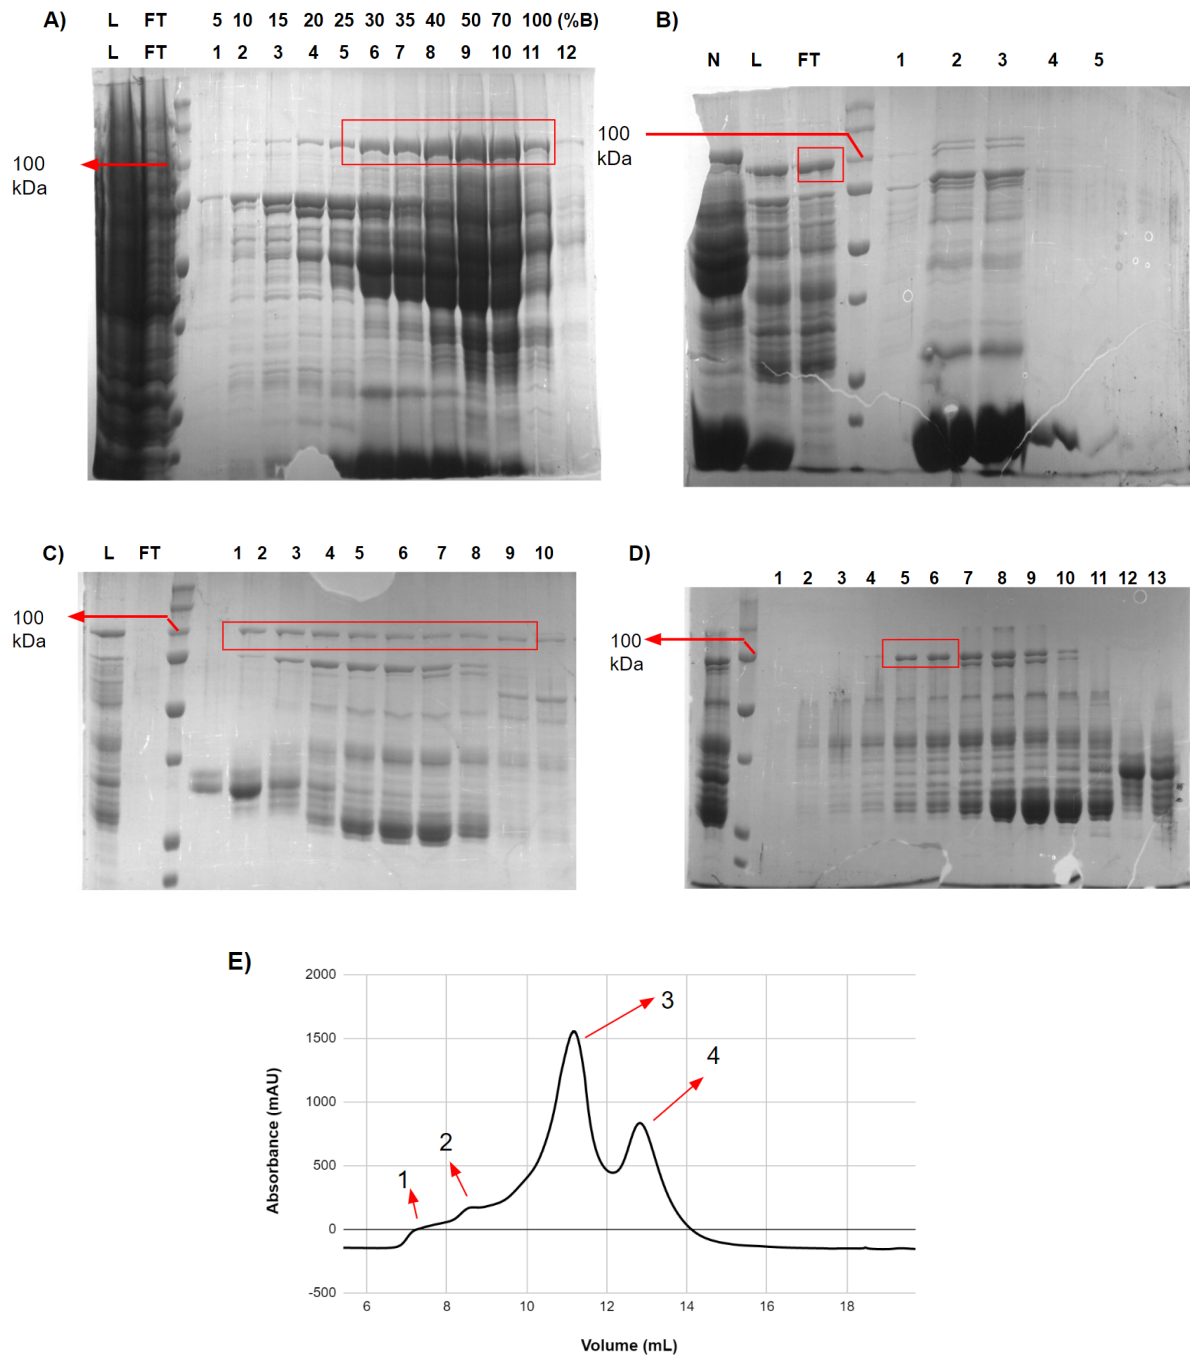 A) L FT 5 10 15 20 25 30 35 40 50 70 100 (%B)
L FT 1 2 3 4 5 6 7 8 9 10 11 12
100
kDa
B)
N L FT 1 2 3 4 5
100
kDa
C) L FT 1 2 3 4 5 6 7 8 9 10
100
kDa
D)
1 2 3 4 5 6 7 8 9 10 11 12 13
100
kDa
E)
2000
1500
1000
500
0
-500
Absorbance (mAU)
1
2
3
4
6 8 10 12 14 16 18
Volume (mL)